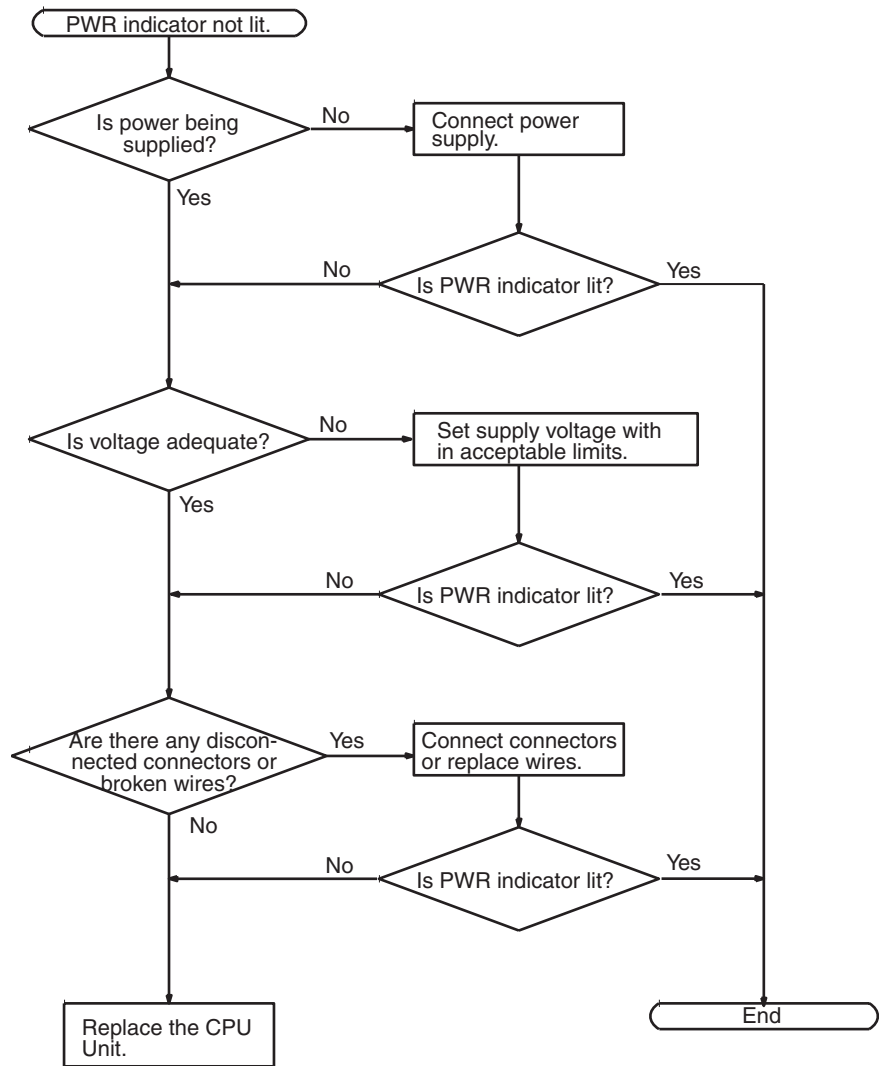 PWR indicator not lit.
Is power being
supplied?
No
Connect power
supply.
Yes
No
Is PWR indicator lit?
Yes
Is voltage adequate?
No
Set supply voltage with
in acceptable limits.
Yes
No
Is PWR indicator lit?
Yes
Are there any discon-
nected connectors or
broken wires?
Yes
Connect connectors
or replace wires.
No
No
Is PWR indicator lit?
Yes
Replace the CPU
Unit.
End